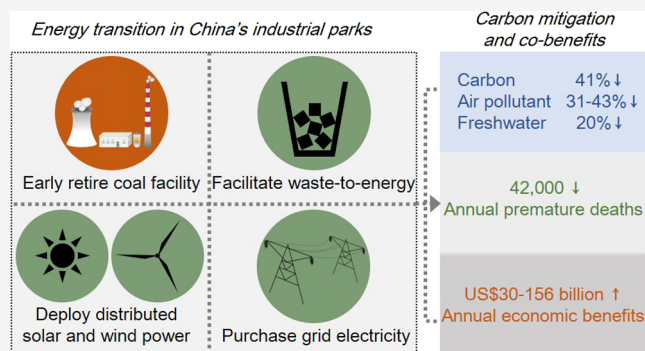 Energy transition in China's industrial parks
Carbon mitigation
and co-benefits
Early retire coal facility
Facilitate waste-to-energy
Deploy distributed
solar and wind power
Purchase grid electricity
Carbon 41%↓
Air pollutant 31-43%↓
Freshwater 20%↓
42,000 ↓
Annual premature deaths
US$30-156 billion ↑
Annual economic benefits